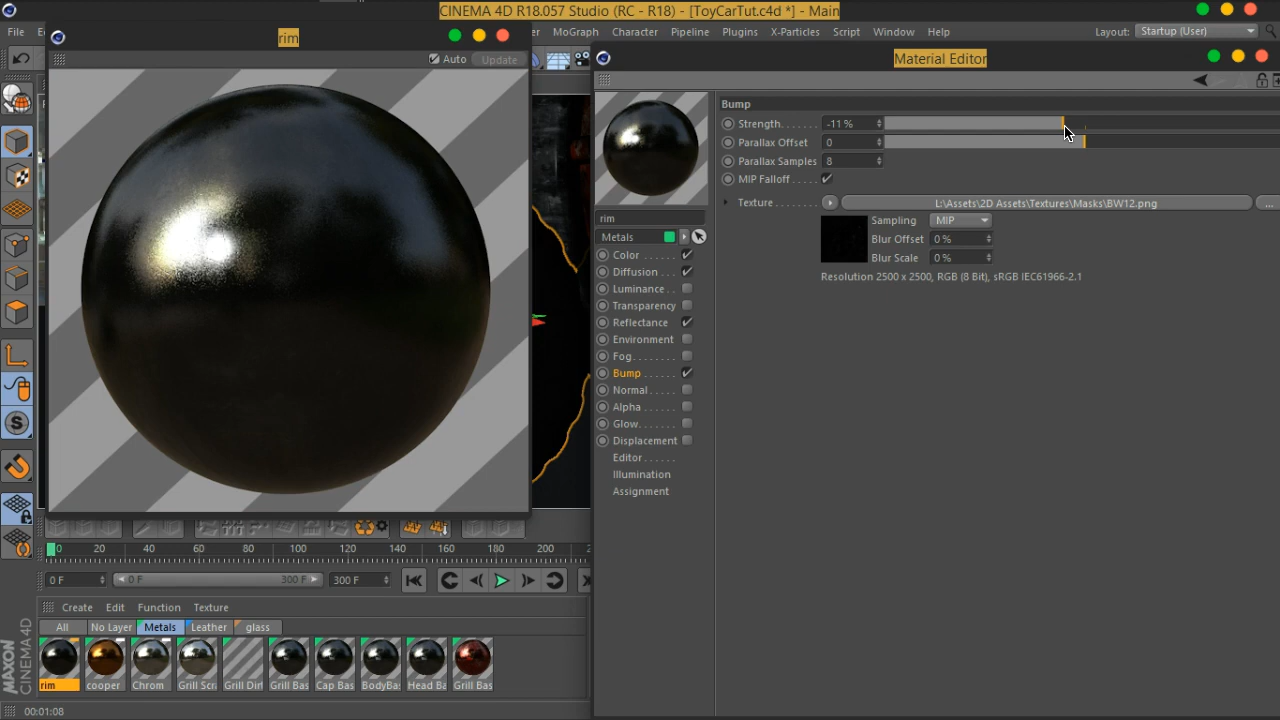 CINEMA 4D R18.057 Studio (RC - R18) - [ToyCarTut.c4d *] - Main
File
MoGraph Character Pipeline Plugins X-Particles Script Window Help
Layout: Startup (User)
rim
Auto Update
Material Editor
Bump
Strength....... -11 %
Parallax Offset 0
Parallax Samples 8
MIP Falloff.....
Texture......... L:\Assets\2D Assets\Textures\Masks\BW12.png ...
Sampling MIP
Blur Offset 0 %
Blur Scale 0 %
Resolution 2500 x 2500, RGB (8 Bit), sRGB IEC61966-2.1
rim
Metals
Color
Diffusion
Luminance
Transparency
Reflectance
Environment
Fog
Bump
Normal
Alpha
Glow
Displacement
Editor
Illumination
Assignment
0 20 40 60 80 100 120 140 160 180 200
0 F 0 F 300 F 300 F
Create Edit Function Texture
All No Layer Metals Leather glass
rim cooper Chrom Grill Scr Grill Dirt Grill Bas Cap Bas BodyBa Head Ba Grill Bas
MAXON
CINEMA 4D
00:01:08